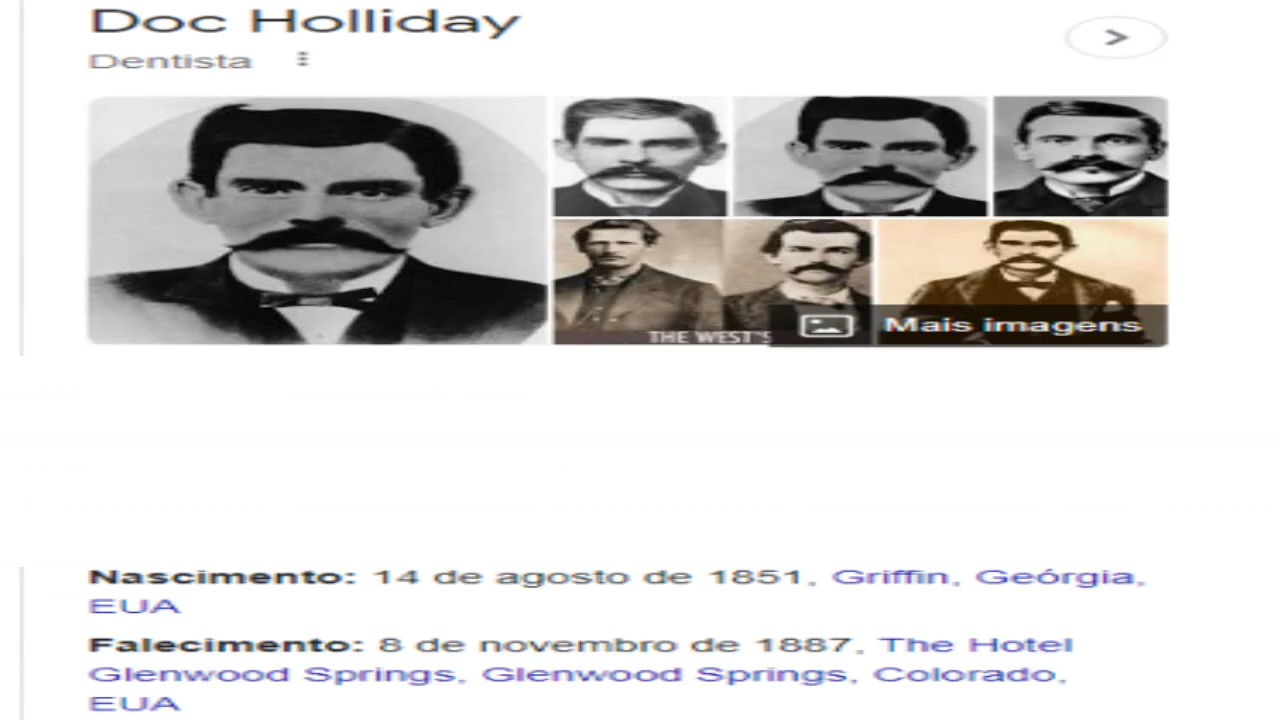 Doc Holliday
Dentista
THE WEST'S
Mais imagens
Nascimento: 14 de agosto de 1851, Griffin, Geórgia,
EUA
Falecimento: 8 de novembro de 1887, The Hotel
Glenwood Springs, Glenwood Springs, Colorado,
EUA